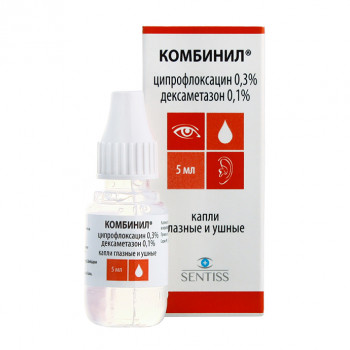 КОМБИНИЛ®
ципрофлоксацин 0,3%
дексаметазон 0,1%
5 мл
капли
глазные и ушные
SENTISS
КОМБИНИЛ®
ципрофлоксацин 0,3%
дексаметазон 0,1%
капли глазные и ушные
5 мл